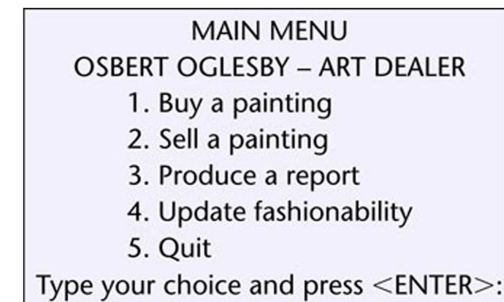 MAIN MENU
OSBERT OGLESBY – ART DEALER
1. Buy a painting
2. Sell a painting
3. Produce a report
4. Update fashionability
5. Quit
Type your choice and press <ENTER>: